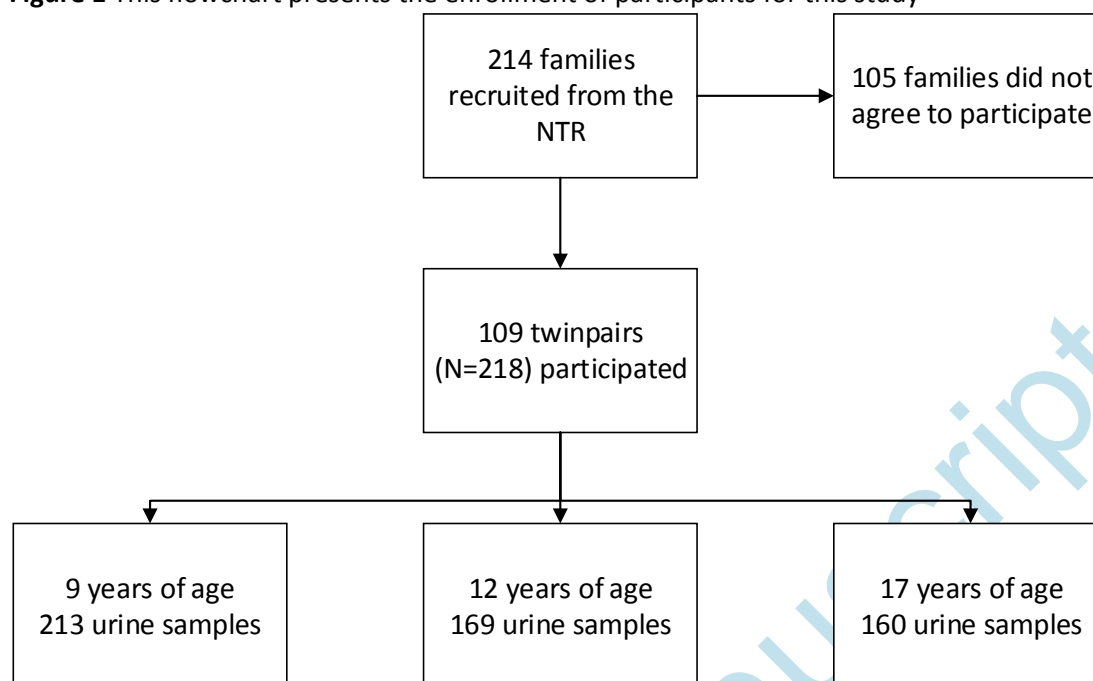 Figure 1 This flowchart presents the enrollment of participants for this study
214 families
recruited from the
NTR
105 families did not
agree to participate
109 twinpairs
(N=218) participated
9 years of age
213 urine samples
12 years of age
169 urine samples
17 years of age
160 urine samples